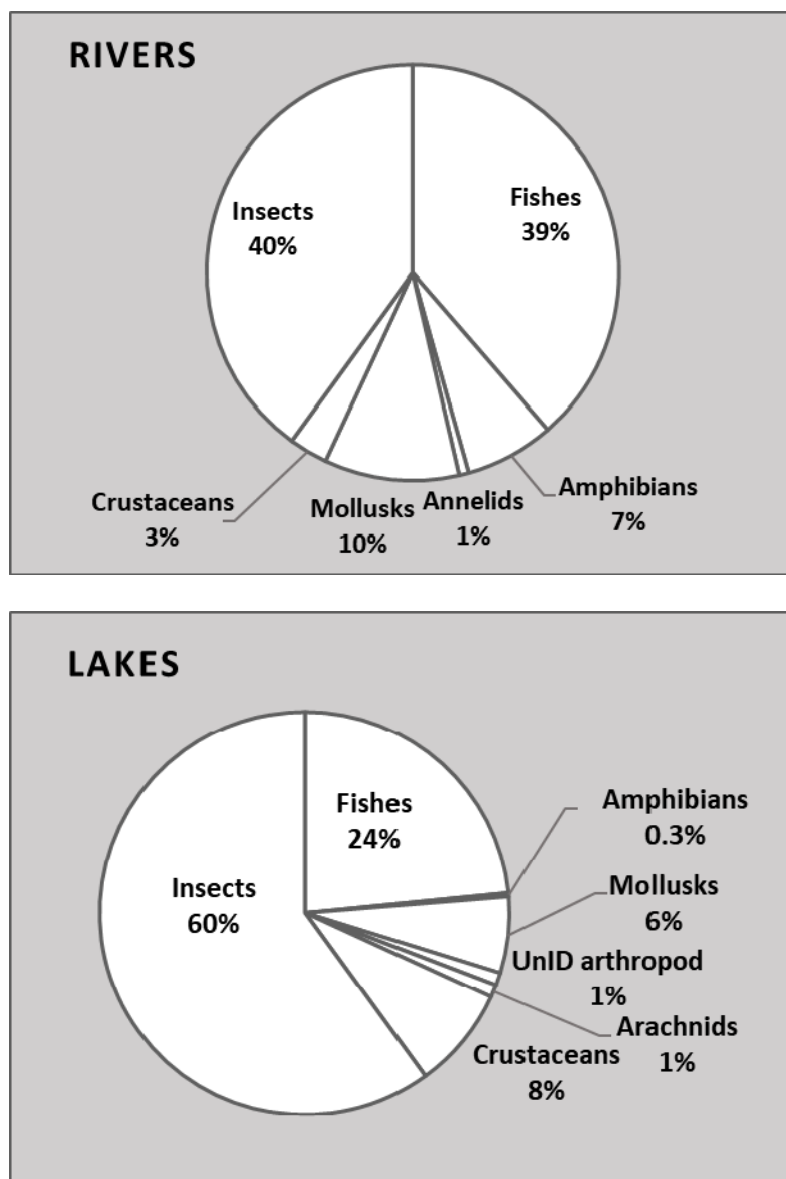 RIVERS
Insects
40%
Fishes
39%
Crustaceans
3%
Mollusks
10%
Annelids
1%
Amphibians
7%
LAKES
Fishes
24%
Insects
60%
Amphibians
0.3%
Mollusks
6%
UnID arthropod
1%
Arachnids
1%
Crustaceans
8%